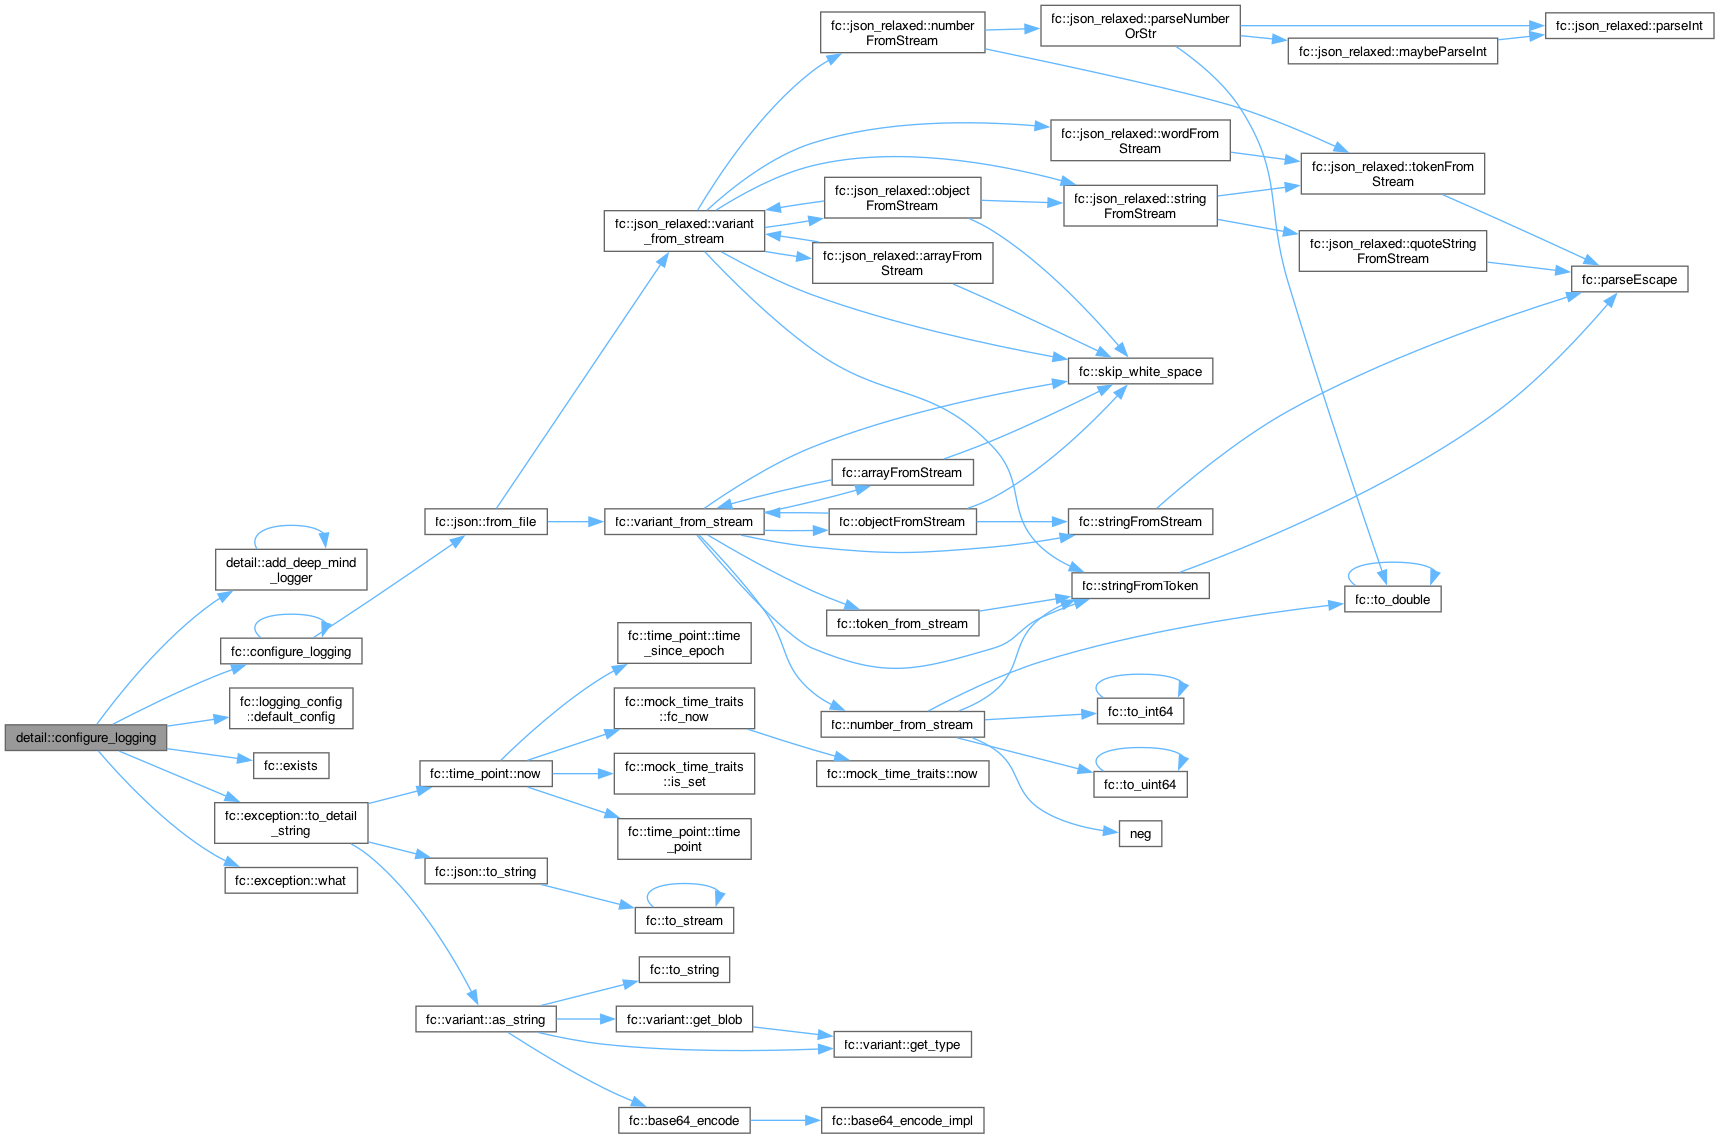 detail::configure_logging
detail::add_deep_mind
_logger
fc::configure_logging
fc::logging_config
::default_config
fc::exists
fc::exception::to_detail
_string
fc::exception::what
fc::json::from_file
fc::time_point::now
fc::json::to_string
fc::variant::as_string
fc::json_relaxed::variant
_from_stream
fc::variant_from_stream
fc::time_point::time
_since_epoch
fc::mock_time_traits
::fc_now
fc::mock_time_traits
::is_set
fc::time_point::time
_point
fc::to_stream
fc::to_string
fc::variant::get_blob
fc::base64_encode
fc::json_relaxed::number
FromStream
fc::json_relaxed::object
FromStream
fc::json_relaxed::arrayFrom
Stream
fc::arrayFromStream
fc::objectFromStream
fc::token_from_stream
fc::number_from_stream
fc::mock_time_traits::now
fc::variant::get_type
fc::base64_encode_impl
fc::json_relaxed::parseNumber
OrStr
fc::json_relaxed::wordFrom
Stream
fc::json_relaxed::string
FromStream
fc::skip_white_space
fc::stringFromStream
fc::stringFromToken
fc::to_int64
fc::to_uint64
neg
fc::json_relaxed::maybeParseInt
fc::json_relaxed::tokenFrom
Stream
fc::json_relaxed::quoteString
FromStream
fc::to_double
fc::json_relaxed::parseInt
fc::parseEscape